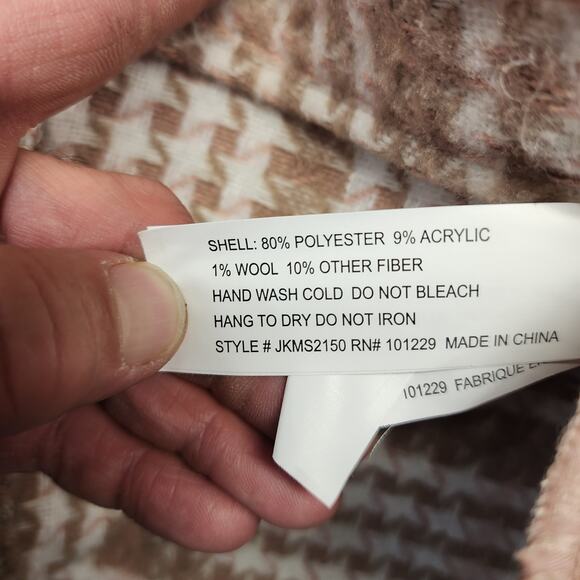 SHELL: 80% POLYESTER 9% ACRYLIC
1% WOOL 10% OTHER FIBER
HAND WASH COLD DO NOT BLEACH
HANG TO DRY DO NOT IRON
STYLE # JKMS2150 RN# 101229 MADE IN CHINA
101229 FABRIQUE